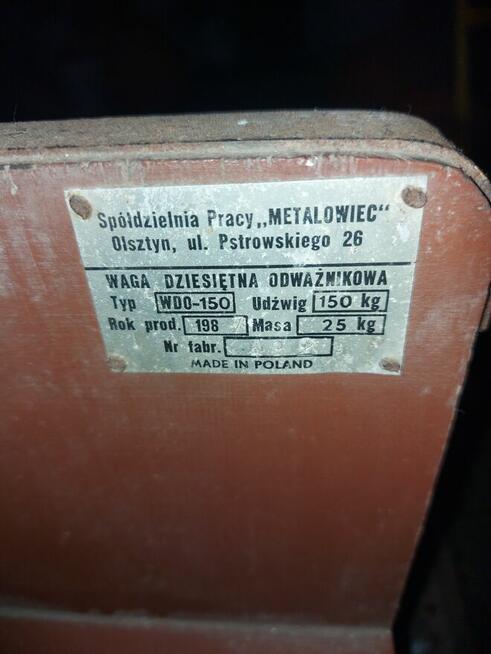 Spółdzielnia Pracy „METALOWIEC"
Olsztyn, ul. Pstrowskiego 26
WAGA DZIESIĘTNA ODWAŻNIKOWA
Typ WDO-150 Udźwig 150 kg
Rok prod. 198 Masa 25 kg
Nr fabr.
MADE IN POLAND